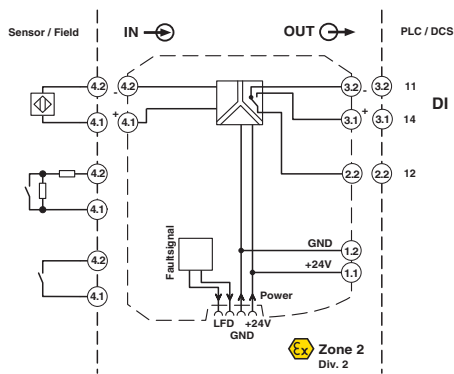 Sensor / Field
IN
OUT
PLC / DCS
4.2
4.2
-
3.2
-
3.2
11
DI
4.1
+
4.1
3.1
+
3.1
14
4.2
2.2
2.2
12
4.1
Faultsignal
GND
1.2
4.2
+24V
1.1
4.1
Power
LFD
+24V
GND
Ex
Zone 2
Div. 2